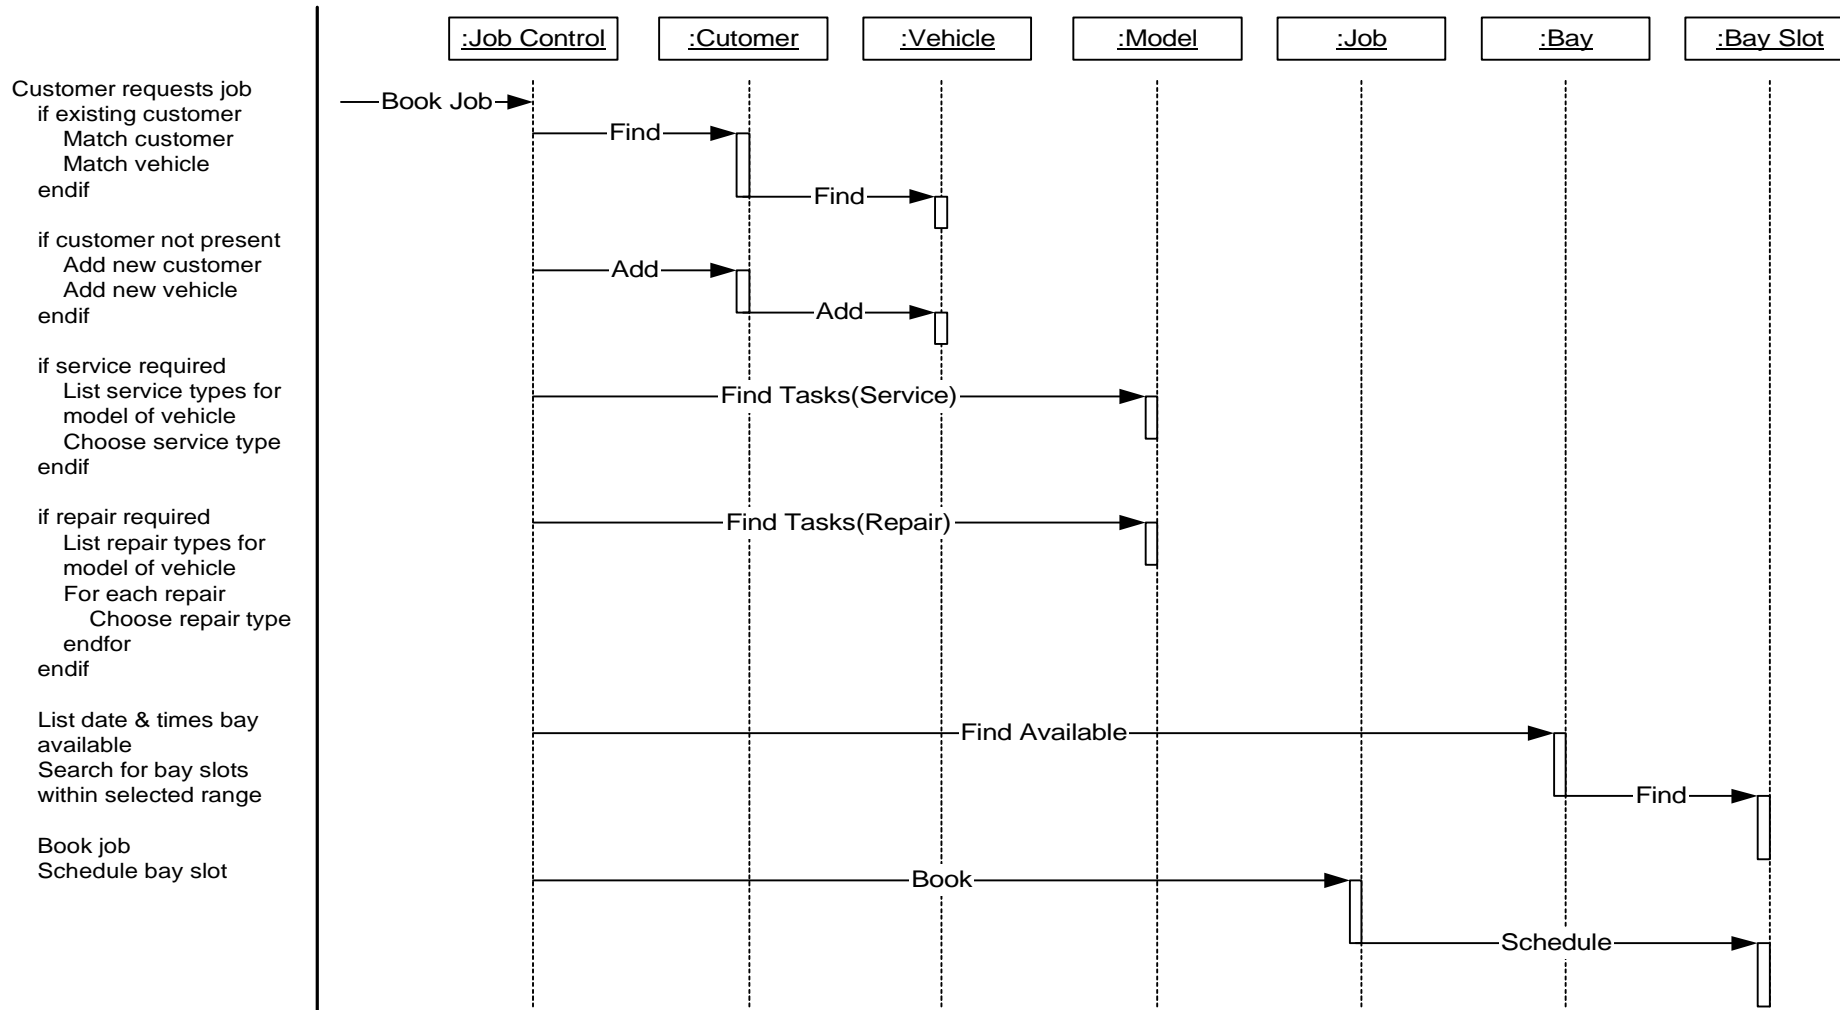 :Job Control
:Cutomer
:Vehicle
:Model
:Job
:Bay
:Bay Slot
Customer requests job
if existing customer
Match customer
Match vehicle
endif
if customer not present
Add new customer
Add new vehicle
endif
if service required
List service types for
model of vehicle
Choose service type
endif
if repair required
List repair types for
model of vehicle
For each repair
Choose repair type
endfor
endif
List date & times bay
available
Search for bay slots
within selected range
Book job
Schedule bay slot
Book Job
Find
Find
Add
Add
Find Tasks(Service)
Find Tasks(Repair)
Find Available
Find
Book
Schedule